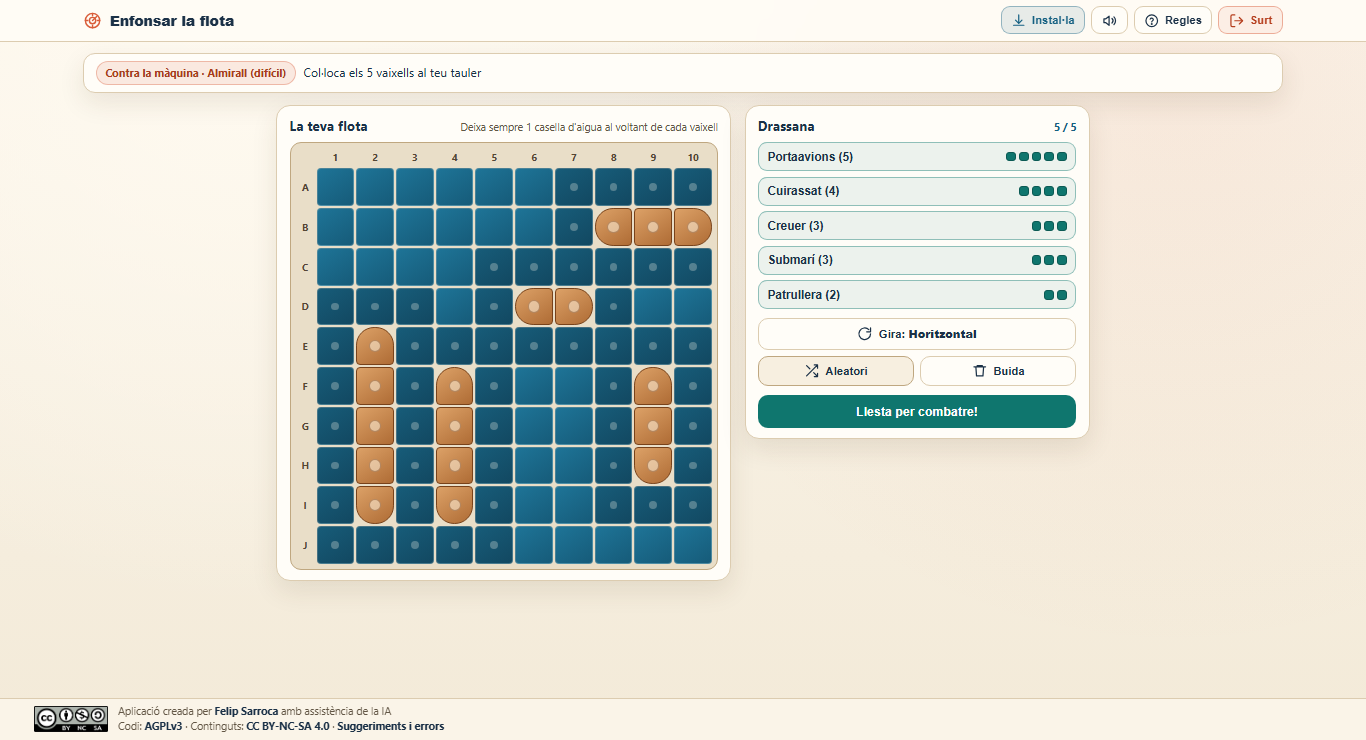 Enfonsar la flota
Instal·la
Regles
Surt
Contra la màquina · Almirall (difícil)
Col·loca els 5 vaixells al teu tauler
La teva flota
Deixa sempre 1 casella d'aigua al voltant de cada vaixell
1 2 3 4 5 6 7 8 9 10
A
B
C
D
E
F
G
H
I
J
Drassana
5 / 5
Portaavions (5)
Cuirassat (4)
Creuer (3)
Submarí (3)
Patrullera (2)
Gira: Horitzontal
Aleatori
Buida
Llesta per combatre!
cc BY NC SA
Aplicació creada per Felip Sarroca amb assistència de la IA
Codi: AGPLv3 · Continguts: CC BY-NC-SA 4.0 · Suggeriments i errors